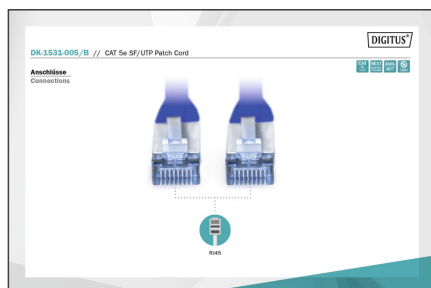 DIGITUS®
DK-1531-005/B // CAT 5e SF/UTP Patch Cord
Anschlüsse
Connections
RJ45